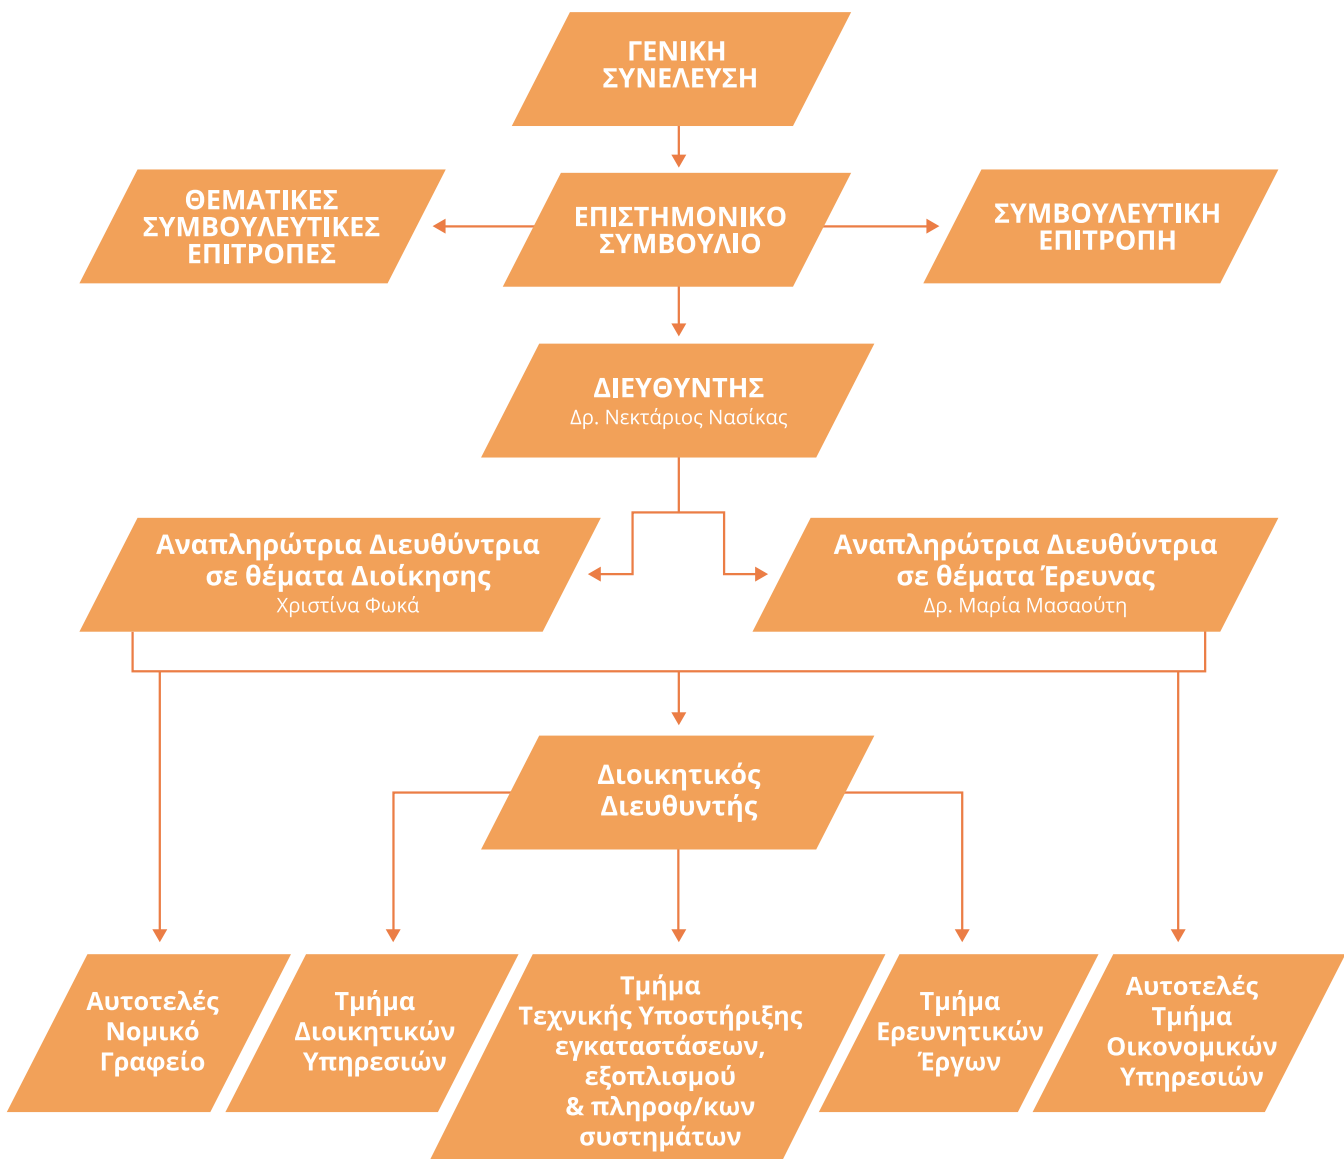 ΓΕΝΙΚΗ
ΣΥΝΕΛΕΥΣΗ
ΘΕΜΑΤΙΚΕΣ
ΣΥΜΒΟΥΛΕΥΤΙΚΕΣ
ΕΠΙΤΡΟΠΕΣ
ΕΠΙΣΤΗΜΟΝΙΚΟ
ΣΥΜΒΟΥΛΙΟ
ΣΥΜΒΟΥΛΕΥΤΙΚΗ
ΕΠΙΤΡΟΠΗ
ΔΙΕΥΘΥΝΤΗΣ
Δρ. Νεκτάριος Νασίκας
Αναπληρώτρια Διευθύντρια
σε θέματα Διοίκησης
Χριστίνα Φωκά
Αναπληρώτρια Διευθύντρια
σε θέματα Έρευνας
Δρ. Μαρία Μασαούτη
Διοικητικός
Διευθυντής
Αυτοτελές
Νομικό
Γραφείο
Τμήμα
Διοικητικών
Υπηρεσιών
Τμήμα
Τεχνικής Υποστήριξης
εγκαταστάσεων,
εξοπλισμού
& πληροφ/κων
συστημάτων
Τμήμα
Ερευνητικών
Έργων
Αυτοτελές
Τμήμα
Οικονομικών
Υπηρεσιών